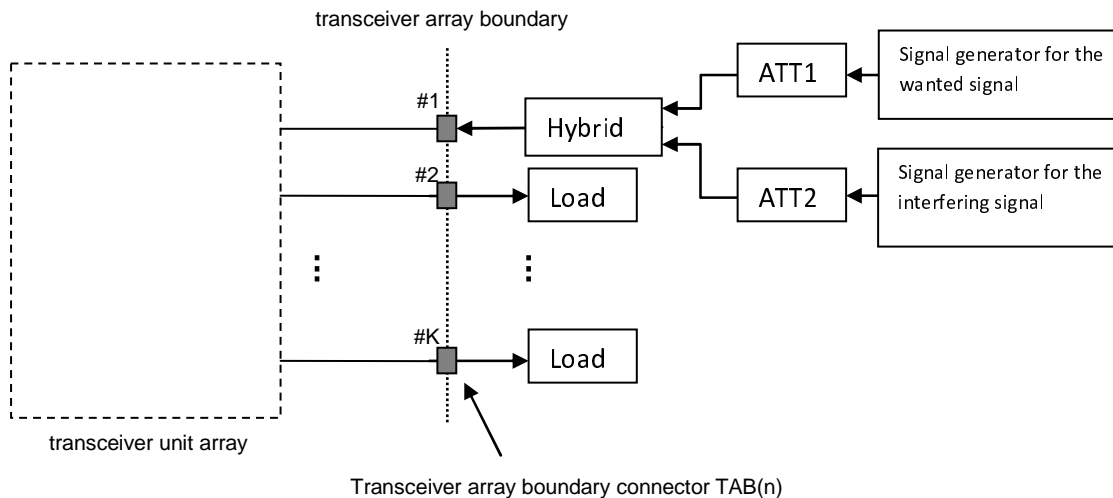 transceiver array boundary
Signal generator for the
wanted signal
ATT1
#1
Hybrid
#2
Load
ATT2
Signal generator for the
interfering signal
#K
Load
transceiver unit array
Transceiver array boundary connector TAB(n)